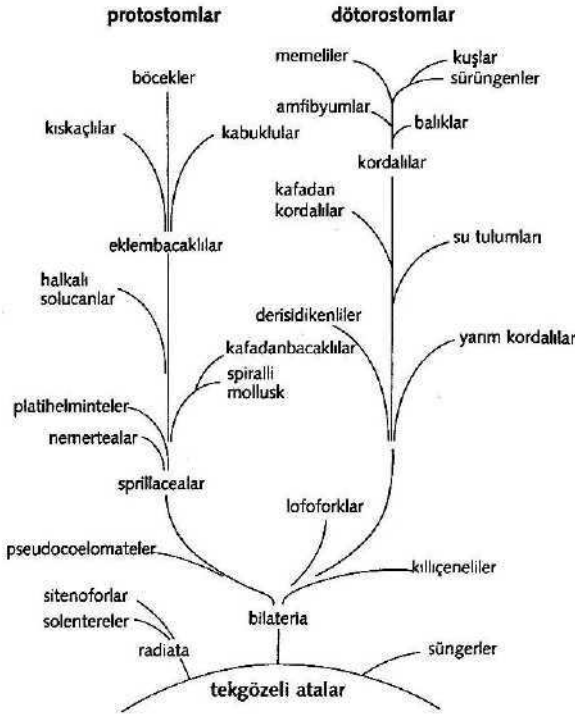 protostomlar
dötorostomlar
memeliler
kuşlar
sürüngenler
böcekler
amfibyumlar
balıklar
kıskaçlılar
kabuklular
kordalılar
kafadan
kordalılar
su tulumları
eklembacaklılar
halkalı
solucanlar
derisidikenliler
yarım kordalılar
kafadanbacaklılar
spiralli
mollusk
platihelminteler
nemertealar
sprillacealar
lofoforklar
pseudocoelomateler
kıllıçeneliler
sitenoforlar
solentereler
bilateria
radiata
süngerler
tekgözeli atalar